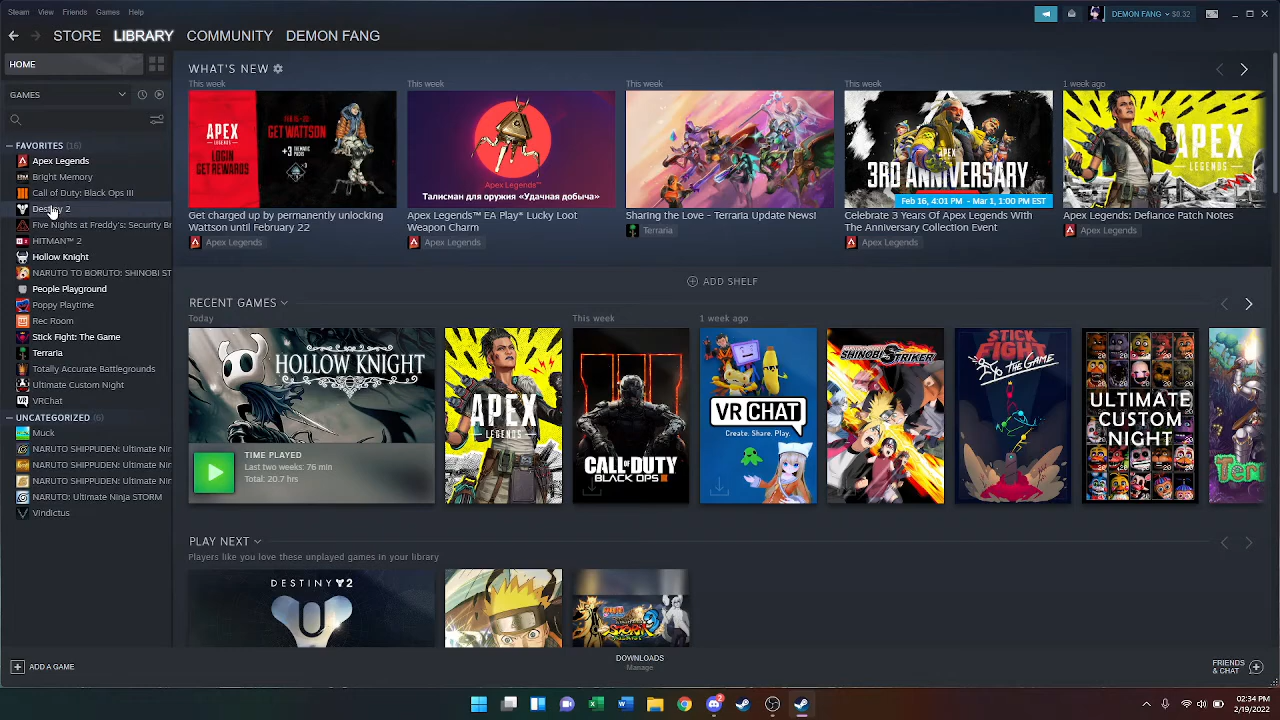 Steam View Friends Games Help
DEMON FANG $0.32
STORE LIBRARY COMMUNITY DEMON FANG
HOME
GAMES
FAVORITES (16)
Apex Legends
Bright Memory
Call of Duty: Black Ops III
Destiny 2
Five Nights at Freddy's: Security Br
HITMAN™ 2
Hollow Knight
NARUTO TO BORUTO: SHINOBI ST
People Playground
Poppy Playtime
Rec Room
Stick Fight: The Game
Terraria
Totally Accurate Battlegrounds
Ultimate Custom Night
VRChat
UNCATEGORIZED (6)
Muck
NARUTO SHIPPUDEN: Ultimate Nin
NARUTO SHIPPUDEN: Ultimate Nin
NARUTO SHIPPUDEN: Ultimate Nin
NARUTO: Ultimate Ninja STORM
Vindictus
ADD A GAME
WHAT'S NEW
This week
APEX
LEGENDS
LOGIN
GET REWARDS
GET WATTSON
Get charged up and unlock the shocking
Wattson until February 22
Apex Legends
This week
Apex Legends™
Талисман для оружия «Удачная добыча»
Apex Legends™ EA Play® Lucky Loot
Weapon Charm
Apex Legends
This week
Sharing the Love - Terraria Update News!
Terraria
This week
APEX
3RD ANNIVERSARY
Feb 16, 4:01 PM - Mar 1, 1:00 PM EST
Celebrate 3 Years Of Apex Legends With
The Anniversary Collection Event
Apex Legends
1 week ago
APEX
LEGENDS
Apex Legends: Defiance Patch Notes
Apex Legends
ADD SHELF
RECENT GAMES
Today
This week
1 week ago
HOLLOW KNIGHT
TIME PLAYED
Last two weeks: 76 min
Total: 20.7 hrs
APEX
LEGENDS
CALL OF DUTY
BLACK OPS III
VRCHAT
Create. Share. Play.
SHINOBI STRIKER
STICK FIGHT
THE GAME
ULTIMATE
CUSTOM
NIGHT
Terr
PLAY NEXT
Players like you love these unplayed games in your library
DESTINY 2
DOWNLOADS
Manage
FRIENDS
& CHAT
2
02:34 PM
2/19/2022